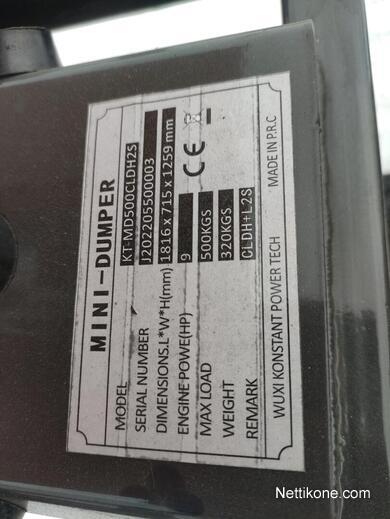 MINI-DUMPER
MODEL KT-MD500CLDH2S
SERIAL NUMBER J202205500003
DIMENSIONS.L*W*H(mm) 1816 x 715 x 1259 mm
ENGINE POWE(HP) 9
MAX LOAD 500KGS
WEIGHT 320KGS
REMARK CLDH+L2S
CE
WUXI KONSTANT POWER TECH MADE IN P.R.C
Nettikone.com